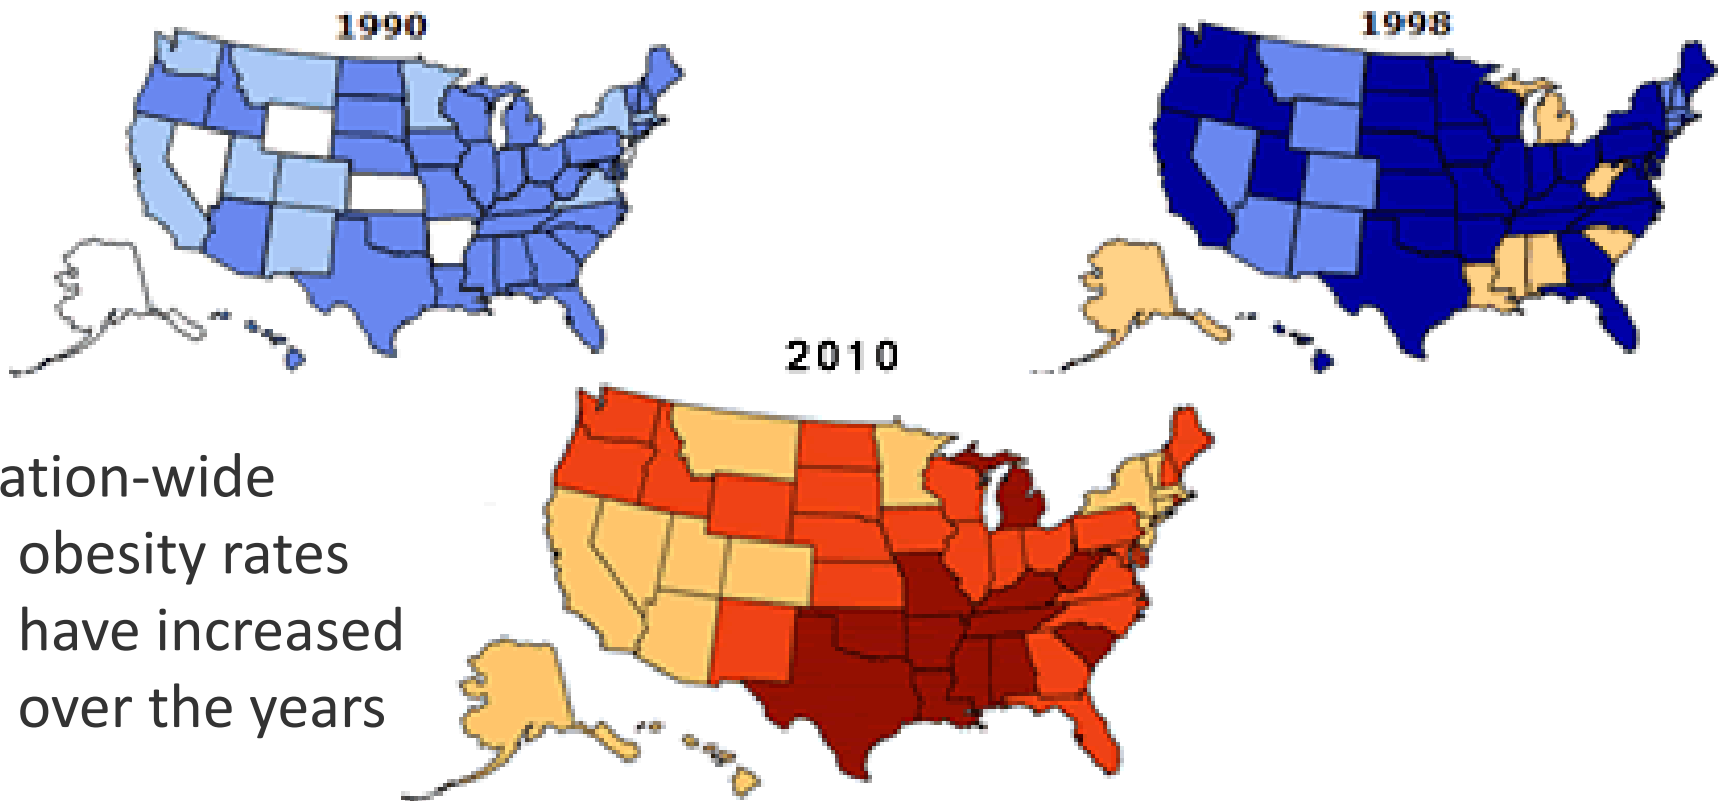 1990
1998
2010
ation-wide
obesity rates
have increased
over the years